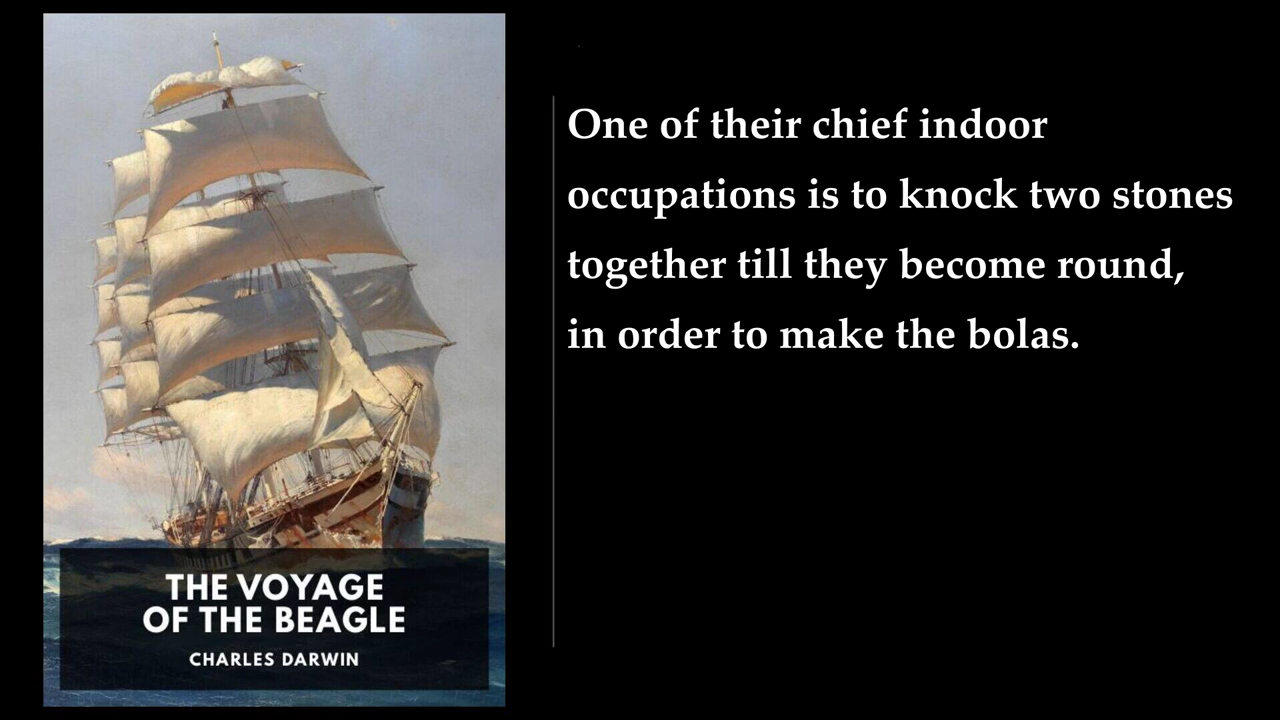 One of their chief indoor
occupations is to knock two stones
together till they become round,
in order to make the bolas.
THE VOYAGE
OF THE BEAGLE
CHARLES DARWIN